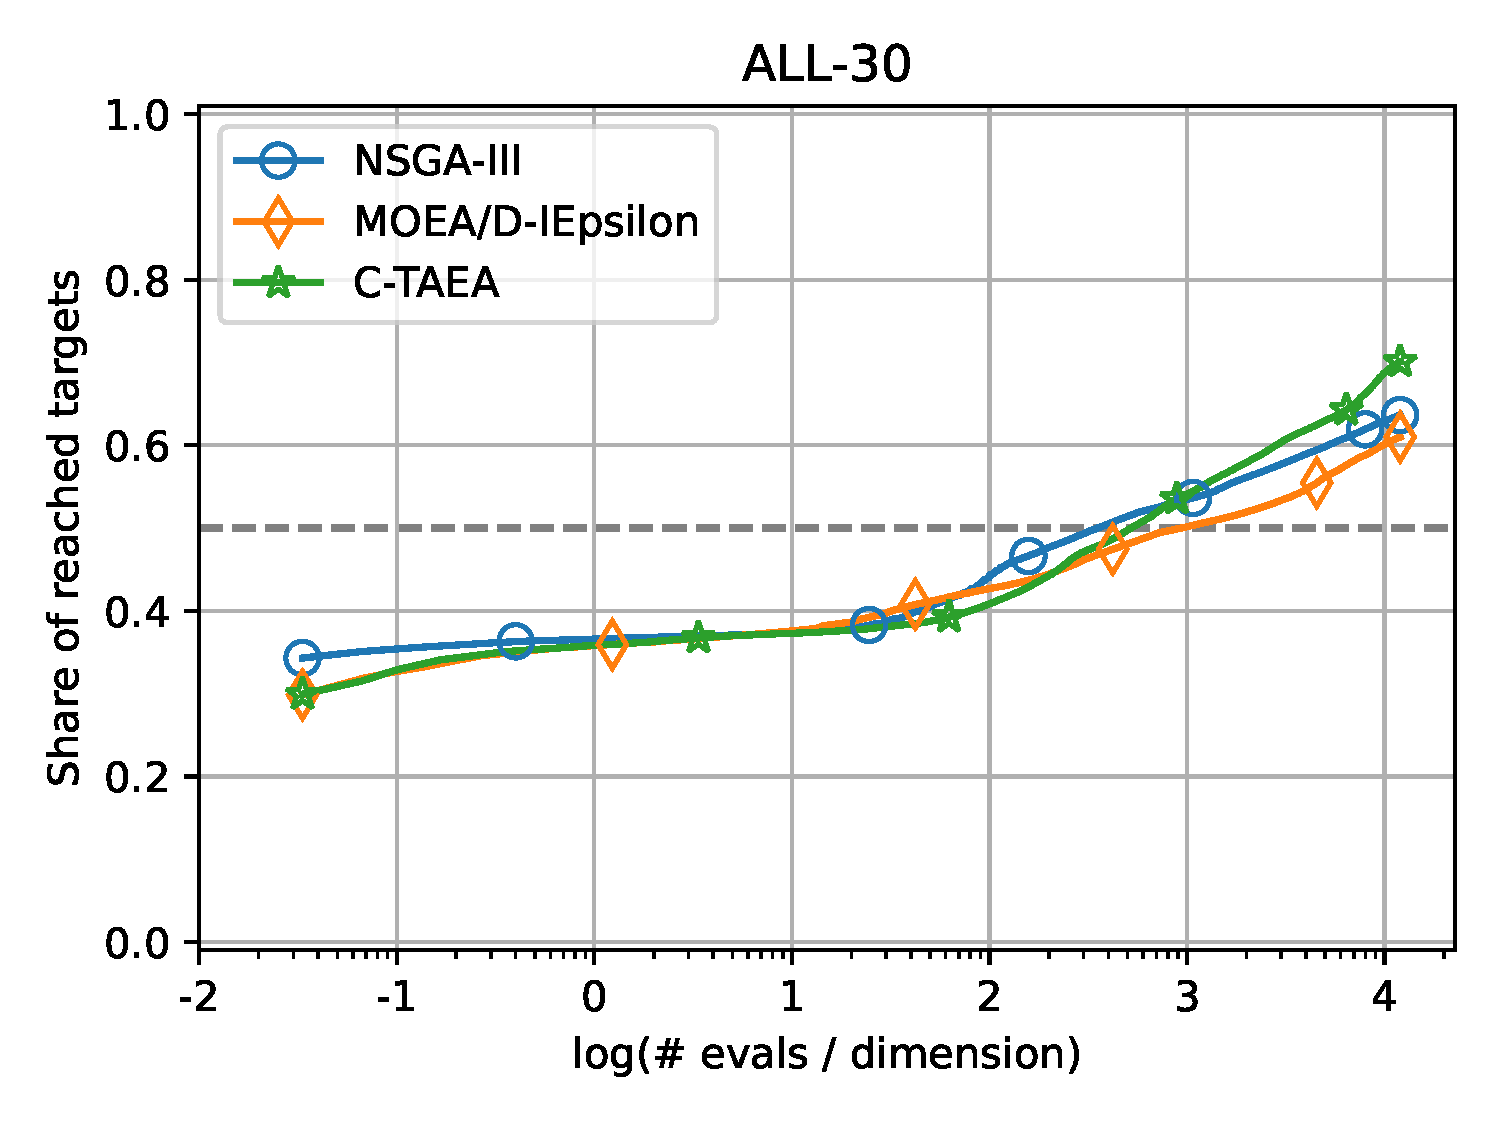 ALL-30
1.0
0.8
0.6
0.4
0.2
0.0
Share of reached targets
NSGA-III
MOEA/D-IEpsilon
C-TAEA
-2 -1 0 1 2 3 4
log(# evals / dimension)